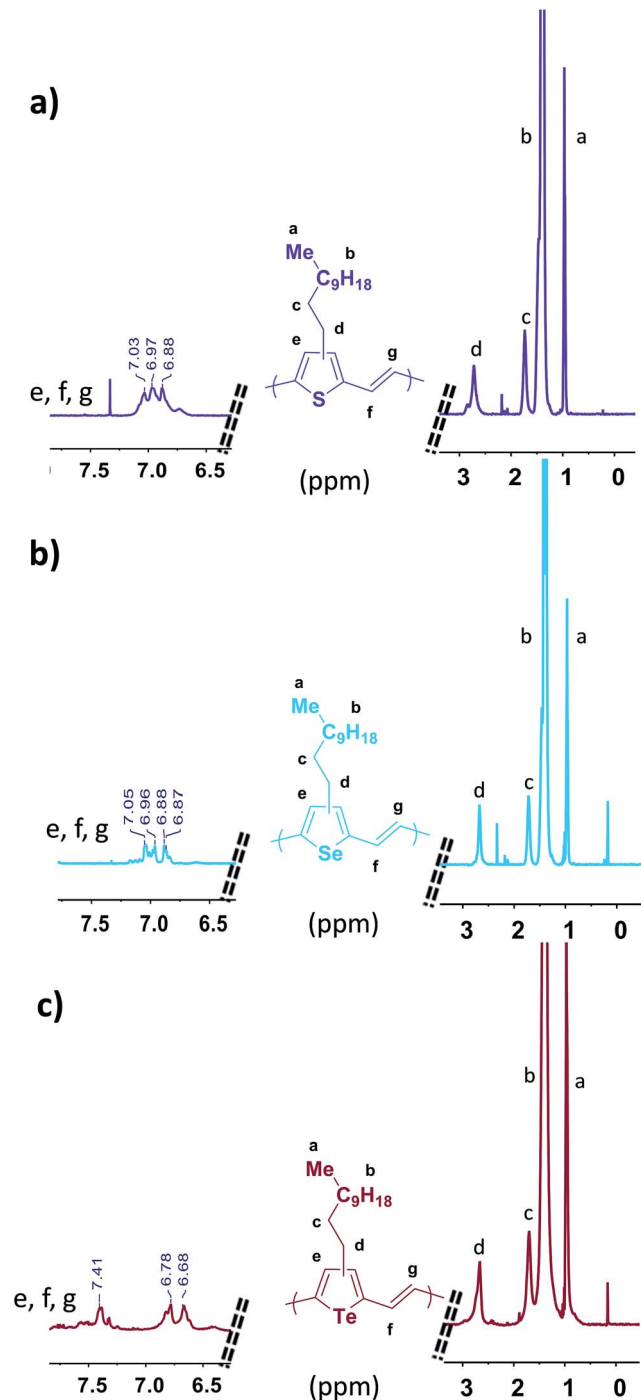 a)
b
a
a
Me
b
C9H18
c
d
e
g
S
f
7.03
6.97
6.88
e, f, g
c
d
7.5 7.0 6.5
(ppm)
3 2 1 0
b)
b
a
a
Me
b
C9H18
c
d
e
g
Se
f
7.05
6.96
6.88
6.87
e, f, g
c
d
7.5 7.0 6.5
(ppm)
3 2 1 0
c)
b
a
a
Me
b
C9H18
c
d
e
g
Te
f
7.41
6.78
6.68
e, f, g
c
d
7.5 7.0 6.5
(ppm)
3 2 1 0